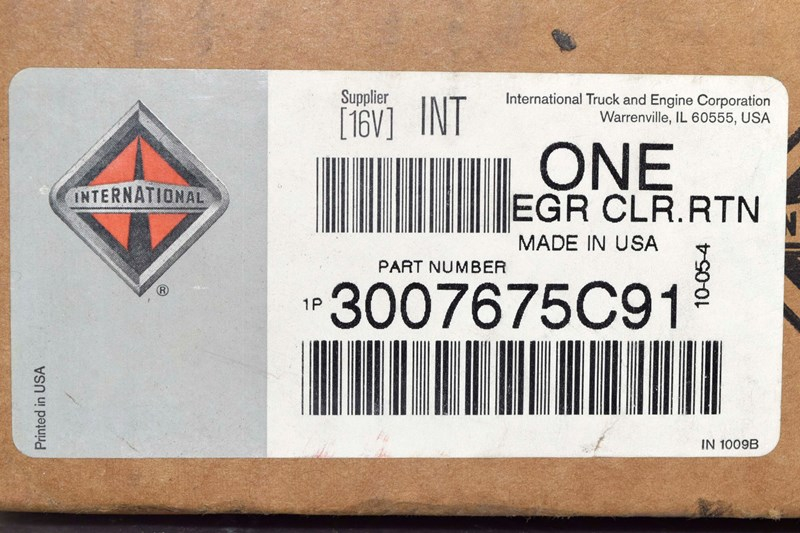 INTERNATIONAL
®
Printed in USA
Supplier
[16V] INT
International Truck and Engine Corporation
Warrenville, IL 60555, USA
ONE
EGR CLR.RTN
MADE IN USA
PART NUMBER
1P 3007675C91
10-05-4
IN 1009B